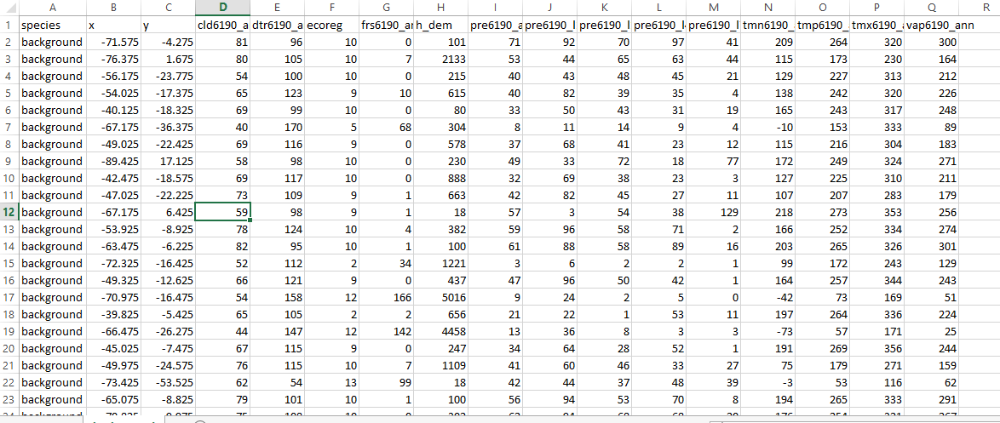 A B C D E F G H I J K L M N O P Q R
1 species x y cld6190_a dtr6190_a ecoreg frs6190_an h_dem pre6190_a pre6190_l pre6190_l pre6190_l pre6190_l tmn6190_ tmp6190_ tmx6190_a vap6190_ann
2 background -71.575 -4.275 81 96 10 0 101 71 92 70 97 41 209 264 320 300
3 background -76.375 1.675 80 105 10 7 2133 53 44 65 63 44 115 173 230 164
4 background -56.175 -23.775 54 100 10 0 215 40 43 48 45 21 129 227 313 212
5 background -54.025 -17.375 65 123 9 10 615 40 82 39 35 4 138 242 320 226
6 background -40.125 -18.325 69 99 10 0 80 33 50 43 31 19 165 243 317 248
7 background -67.175 -36.375 40 170 5 68 304 8 11 14 9 4 -10 153 333 89
8 background -49.025 -22.425 69 116 9 0 578 37 68 41 23 12 115 216 304 183
9 background -89.425 17.125 58 98 10 0 230 49 33 72 18 77 172 249 324 271
10 background -42.475 -18.575 69 117 10 0 888 32 69 38 23 3 127 225 310 211
11 background -47.025 -22.225 73 109 9 1 663 42 82 45 27 11 107 207 283 179
12 background -67.175 6.425 59 98 9 1 18 57 3 54 38 129 218 273 353 256
13 background -53.925 -8.925 78 124 10 4 382 59 96 58 71 2 166 252 334 274
14 background -63.475 -6.225 82 95 10 1 100 61 88 58 89 16 203 265 326 301
15 background -72.325 -16.425 52 112 2 34 1221 3 6 2 2 1 99 172 243 129
16 background -49.325 -12.625 66 121 9 0 437 47 96 50 42 1 164 257 344 243
17 background -70.975 -16.475 54 158 12 166 5016 9 24 2 5 0 -42 73 169 51
18 background -39.825 -5.425 65 105 2 2 656 21 22 1 53 11 197 264 336 224
19 background -66.475 -26.275 44 147 12 142 4458 13 36 8 3 3 -73 57 171 25
20 background -45.025 -7.475 67 115 9 0 247 34 64 28 52 1 191 269 356 244
21 background -49.975 -24.575 76 115 10 7 1109 41 60 46 33 27 75 179 271 159
22 background -73.425 -53.525 62 54 13 99 18 42 44 37 48 39 -3 53 116 62
23 background -65.075 -8.825 79 101 10 1 100 56 94 53 70 8 194 265 333 291